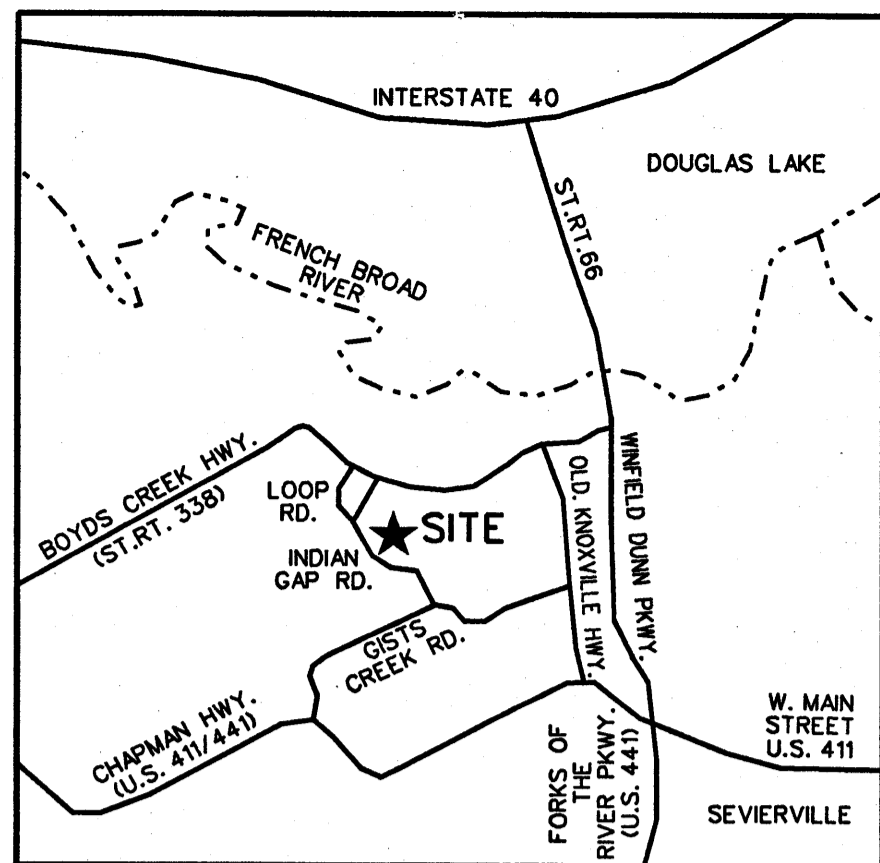 INTERSTATE 40
DOUGLAS LAKE
ST.RT.66
FRENCH BROAD
RIVER
BOYDS CREEK HWY.
(ST.RT. 338)
LOOP
RD.
SITE
INDIAN
GAP RD.
OLD. KNOXVILLE HWY.
WINFIELD DUNN PKWY.
GISTS
CREEK RD.
CHAPMAN HWY.
(U.S. 411/441)
FORKS OF
THE
RIVER PKWY.
(U.S. 441)
W. MAIN
STREET
U.S. 411
SEVIERVILLE